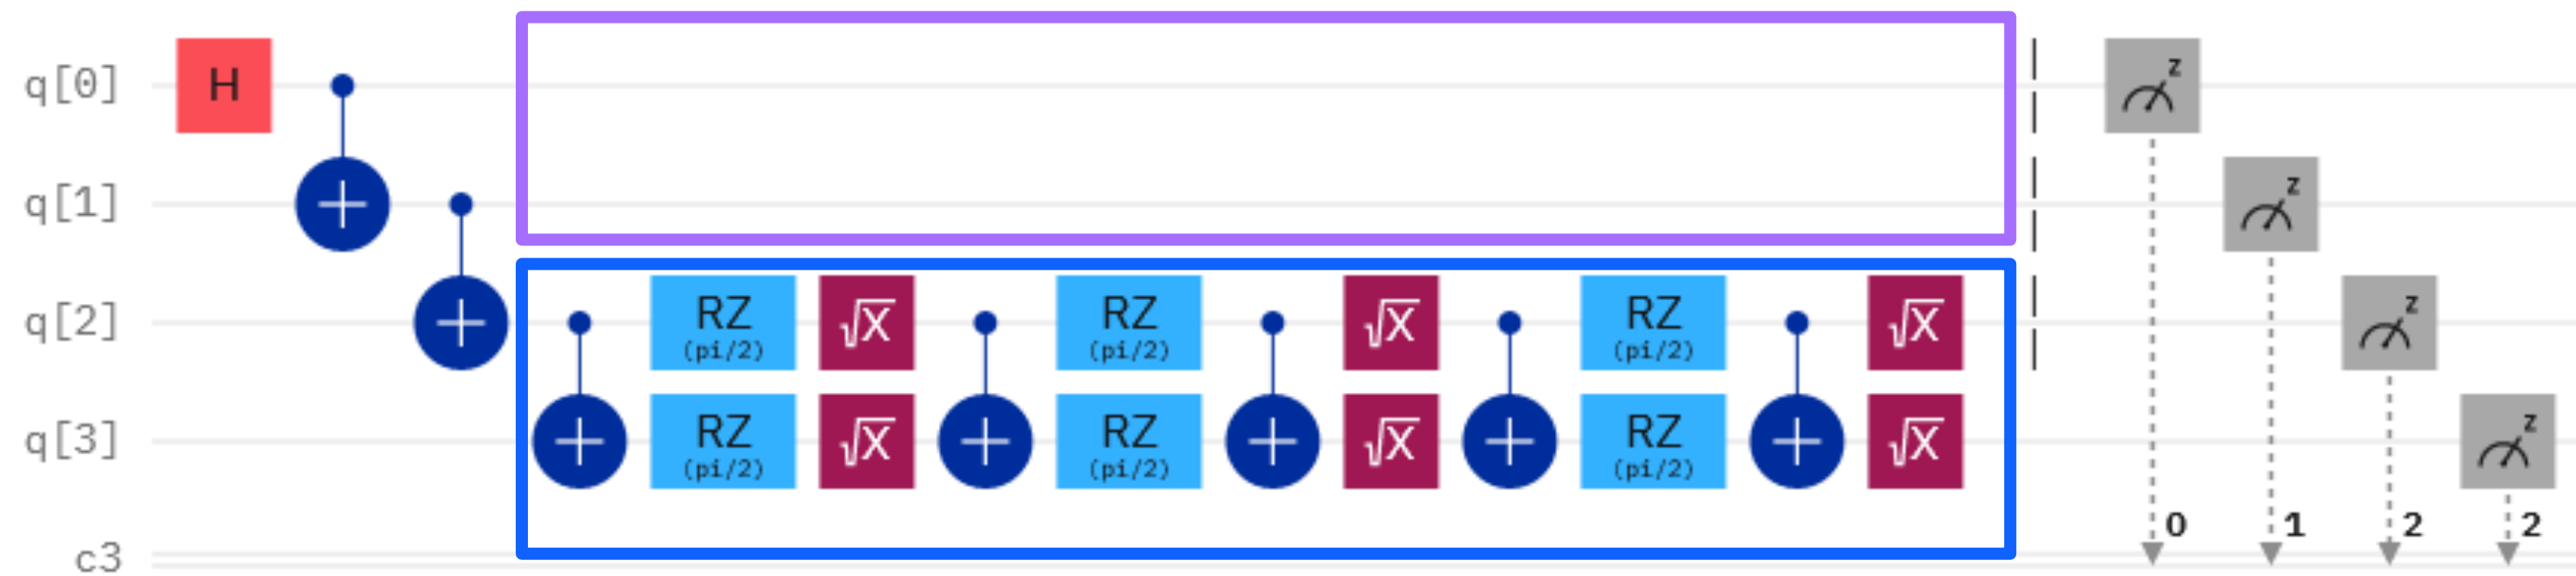 q[0] H z
q[1] z
q[2] RZ √X RZ √X RZ √X z
(pi/2) (pi/2) (pi/2)
q[3] RZ √X RZ √X RZ √X z
(pi/2) (pi/2) (pi/2)
0 1 2 2
c3